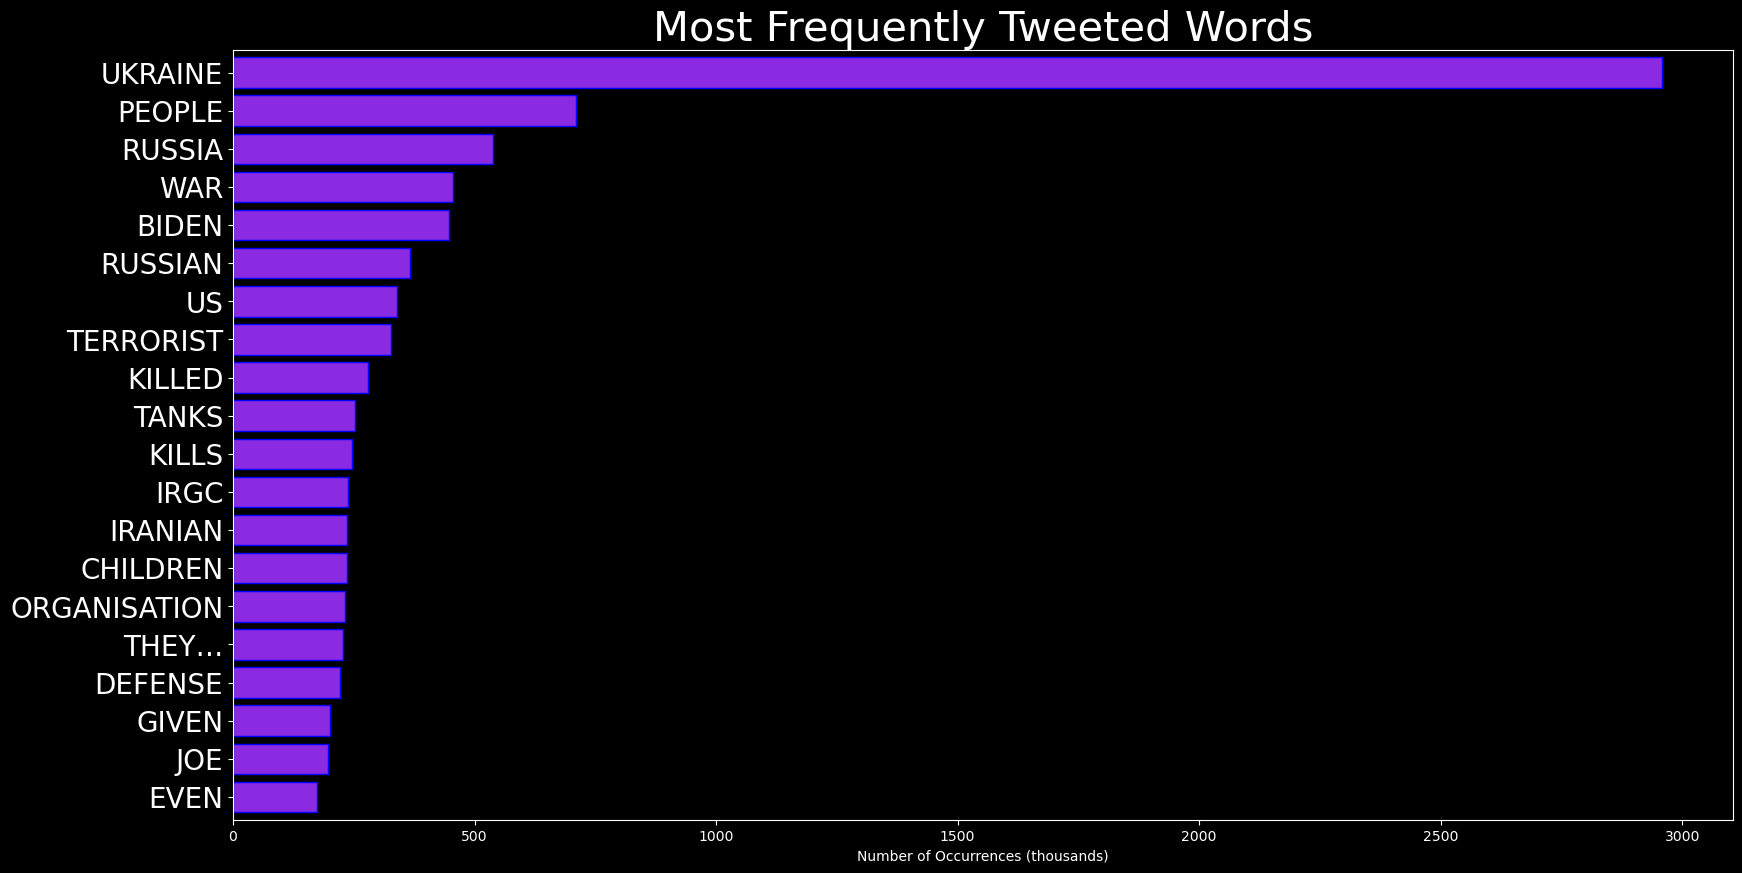 Most Frequently Tweeted Words
UKRAINE
PEOPLE
RUSSIA
WAR
BIDEN
RUSSIAN
US
TERRORIST
KILLED
TANKS
KILLS
IRGC
IRANIAN
CHILDREN
ORGANISATION
THEY…
DEFENSE
GIVEN
JOE
EVEN
0 500 1000 1500 2000 2500 3000
Number of Occurrences (thousands)